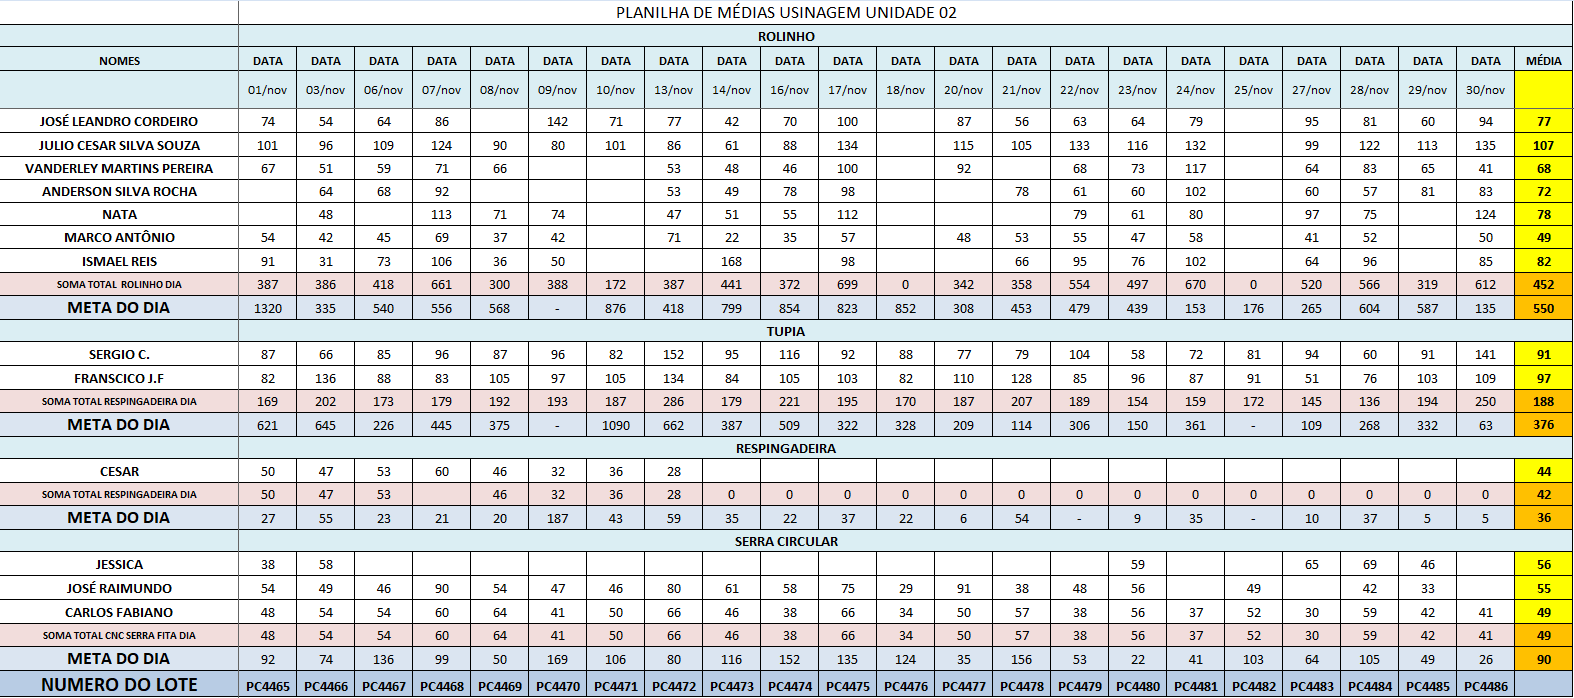 PLANILHA DE MÉDIAS USINAGEM UNIDADE 02
ROLINHO
NOMES DATA DATA DATA DATA DATA DATA DATA DATA DATA DATA DATA DATA DATA DATA DATA DATA DATA DATA DATA DATA DATA DATA MÉDIA
01/nov 03/nov 06/nov 07/nov 08/nov 09/nov 10/nov 13/nov 14/nov 16/nov 17/nov 18/nov 20/nov 21/nov 22/nov 23/nov 24/nov 25/nov 27/nov 28/nov 29/nov 30/nov
JOSÉ LEANDRO CORDEIRO 74 54 64 86 142 71 77 42 70 100 87 56 63 64 79 95 81 60 94 77
JULIO CESAR SILVA SOUZA 101 96 109 124 90 80 101 86 61 88 134 115 105 133 116 132 99 122 113 135 107
VANDERLEY MARTINS PEREIRA 67 51 59 71 66 53 48 46 100 92 68 73 117 64 83 65 41 68
ANDERSON SILVA ROCHA 64 68 92 53 49 78 98 78 61 60 102 60 57 81 83 72
NATA 48 113 71 74 47 51 55 112 79 61 80 97 75 124 78
MARCO ANTÔNIO 54 42 45 69 37 42 71 22 35 57 48 53 55 47 58 41 52 50 49
ISMAEL REIS 91 31 73 106 36 50 168 98 66 95 76 102 64 96 85 82
SOMA TOTAL ROLINHO DIA 387 386 418 661 300 388 172 387 441 372 699 0 342 358 554 497 670 0 520 566 319 612 452
META DO DIA 1320 335 540 556 568 - 876 418 799 854 823 852 308 453 479 439 153 176 265 604 587 135 550
TUPIA
SERGIO C. 87 66 85 96 87 96 82 152 95 116 92 88 77 79 104 58 72 81 94 60 91 141 91
FRANSCICO J.F 82 136 88 83 105 97 105 134 84 105 103 82 110 128 85 96 87 91 51 76 103 109 97
SOMA TOTAL RESPINGADEIRA DIA 169 202 173 179 192 193 187 286 179 221 195 170 187 207 189 154 159 172 145 136 194 250 188
META DO DIA 621 645 226 445 375 - 1090 662 387 509 322 328 209 114 306 150 361 - 109 268 332 63 376
RESPINGADEIRA
CESAR 50 47 53 60 46 32 36 28 44
SOMA TOTAL RESPINGADEIRA DIA 50 47 53 46 32 36 28 0 0 0 0 0 0 0 0 0 0 0 0 0 0 42
META DO DIA 27 55 23 21 20 187 43 59 35 22 37 22 6 54 - 9 35 - 10 37 5 5 36
SERRA CIRCULAR
JESSICA 38 58 59 65 69 46 56
JOSÉ RAIMUNDO 54 49 46 90 54 47 46 80 61 58 75 29 91 38 48 56 49 42 33 55
CARLOS FABIANO 48 54 54 60 64 41 50 66 46 38 66 34 50 57 38 56 37 52 30 59 42 41 49
SOMA TOTAL CNC SERRA FITA DIA 48 54 54 60 64 41 50 66 46 38 66 34 50 57 38 56 37 52 30 59 42 41 49
META DO DIA 92 74 136 99 50 169 106 80 116 152 135 124 35 156 53 22 41 103 64 105 49 26 90
NUMERO DO LOTE PC4465 PC4466 PC4467 PC4468 PC4469 PC4470 PC4471 PC4472 PC4473 PC4474 PC4475 PC4476 PC4477 PC4478 PC4479 PC4480 PC4481 PC4482 PC4483 PC4484 PC4485 PC4486